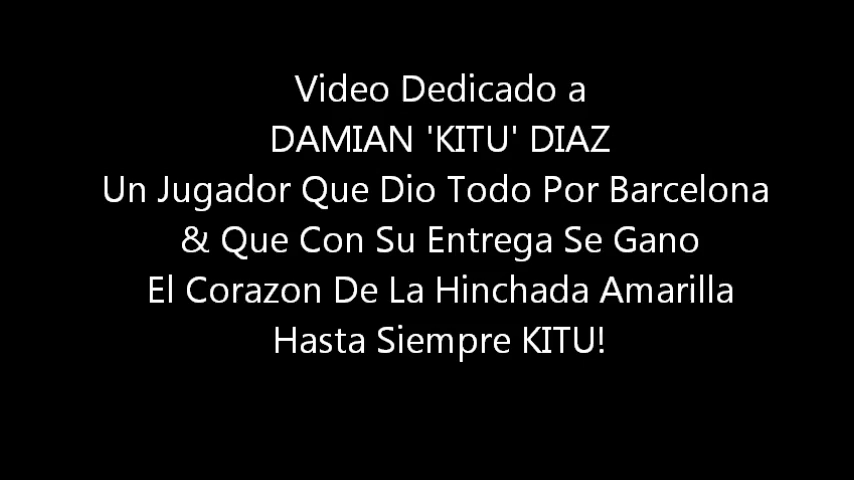 Video Dedicado a
DAMIAN 'KITU' DIAZ
Un Jugador Que Dio Todo Por Barcelona
& Que Con Su Entrega Se Gano
El Corazon De La Hinchada Amarilla
Hasta Siempre KITU!